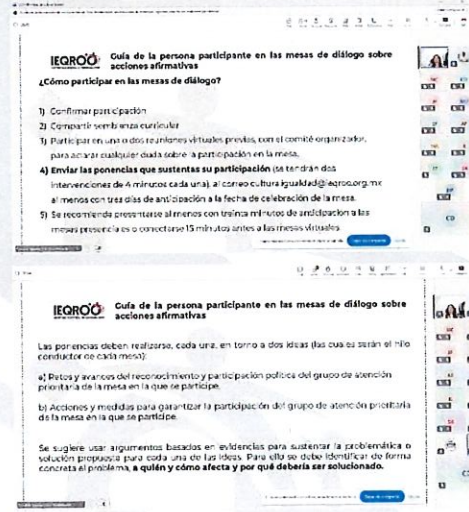 IEQROO
Guía de la persona participante en las mesas de diálogo sobre
acciones afirmativas
¿Cómo participar en las mesas de diálogo?
1) Confirmar participación
2) Compartir semblanza curricular
3) Participar en una o dos reuniones virtuales previas, con el comité organizador,
para aclarar cualquier duda sobre la participación en la mesa.
4) Enviar las ponencias que sustentas su participación (se tendrán dos
intervenciones de 4 minutos cada una), al correo cultura.igualdad@ieqroo.org.mx
al menos con tres días de anticipación a la fecha de celebración de la mesa.
5) Se recomienda presentarse al menos con treinta minutos de anticipación a las
mesas presenciales o conectarse 15 minutos antes a las mesas virtuales
CD
IEQROO
Guía de la persona participante en las mesas de diálogo sobre
acciones afirmativas
Las ponencias deben realizarse, cada una, en torno a dos ideas (las cuales serán el hilo
conductor de cada mesa):
a) Retos y avances del reconocimiento y participación política del grupo de atención
prioritaria de la mesa en la que se participe.
b) Acciones y medidas para garantizar la participación del grupo de atención prioritaria
de la mesa en la que se participe.
Se sugiere usar argumentos basados en evidencias para sustentar la problemática o
solución propuesta para cada una de las ideas. Para ello se debe identificar de forma
concreta el problema, a quién y cómo afecta y por qué debería ser solucionado.